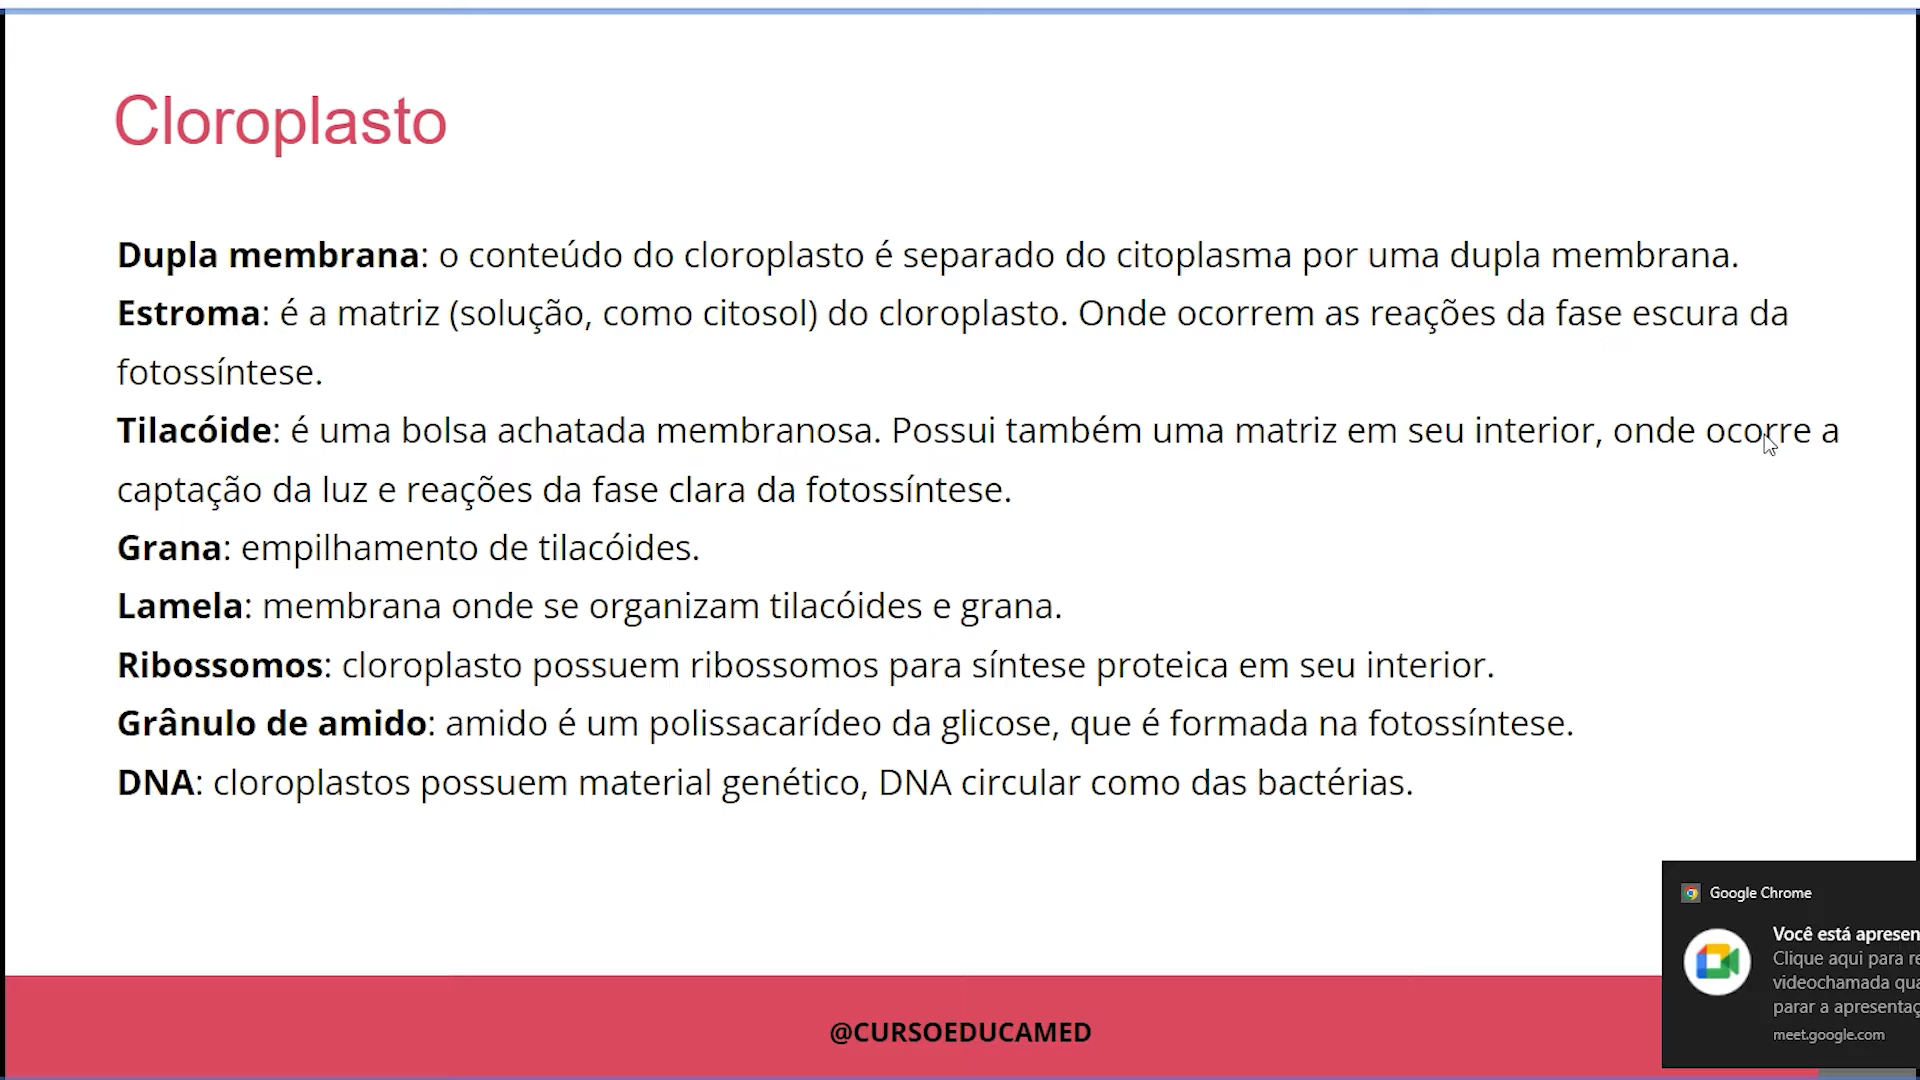 Cloroplasto
Dupla membrana: o conteúdo do cloroplasto é separado do citoplasma por uma dupla membrana.
Estroma: é a matriz (solução, como citosol) do cloroplasto. Onde ocorrem as reações da fase escura da
fotossíntese.
Tilacóide: é uma bolsa achatada membranosa. Possui também uma matriz em seu interior, onde ocorre a
captação da luz e reações da fase clara da fotossíntese.
Grana: empilhamento de tilacóides.
Lamela: membrana onde se organizam tilacóides e grana.
Ribossomos: cloroplasto possuem ribossomos para síntese proteica em seu interior.
Grânulo de amido: amido é um polissacarídeo da glicose, que é formada na fotossíntese.
DNA: cloroplastos possuem material genético, DNA circular como das bactérias.
Google Chrome
Você está apresen
Clique aqui para re
videochamada qua
parar a apresentaç
meet.google.com
@CURSOEDUCAMED